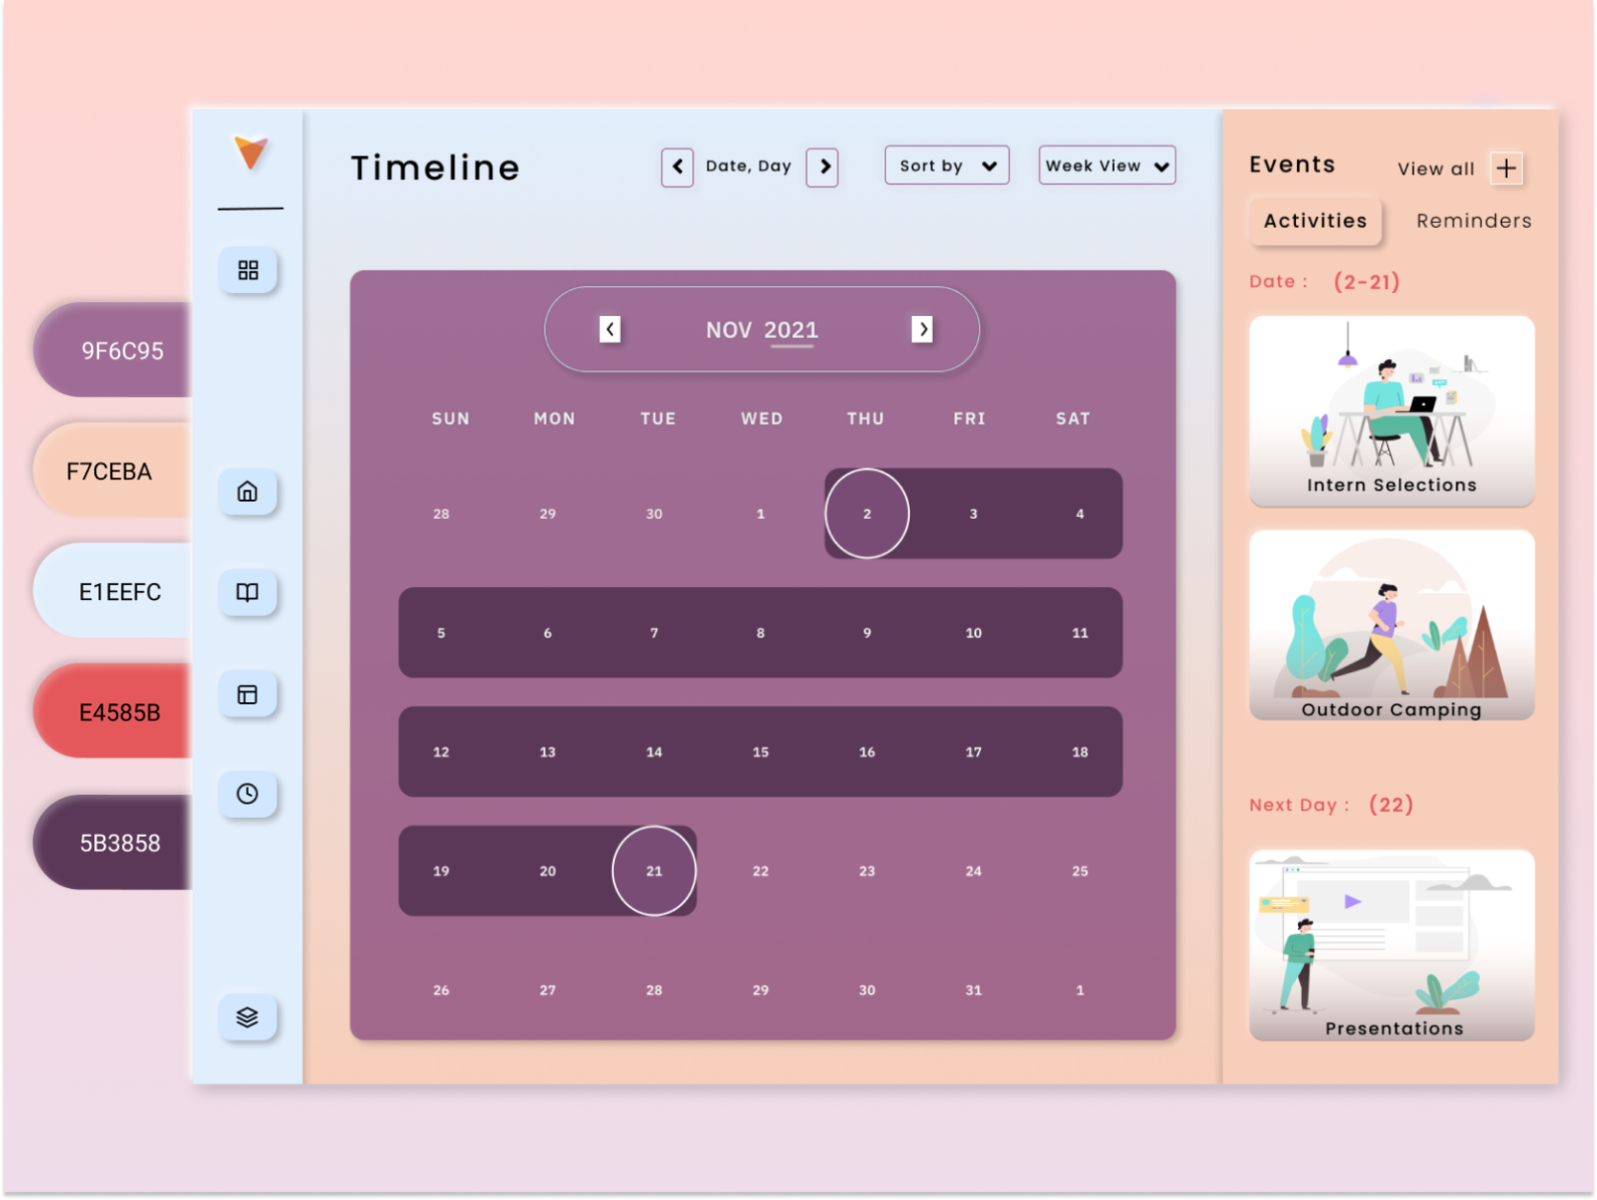 9F6C95
F7CEBA
E1EEFC
E4585B
5B3858
Timeline
Date, Day
Sort by
Week View
NOV 2021
SUN MON TUE WED THU FRI SAT
28 29 30 1 2 3 4
5 6 7 8 9 10 11
12 13 14 15 16 17 18
19 20 21 22 23 24 25
26 27 28 29 30 31 1
Events
View all
Activities
Reminders
Date : (2-21)
Intern Selections
Outdoor Camping
Next Day : (22)
Presentations